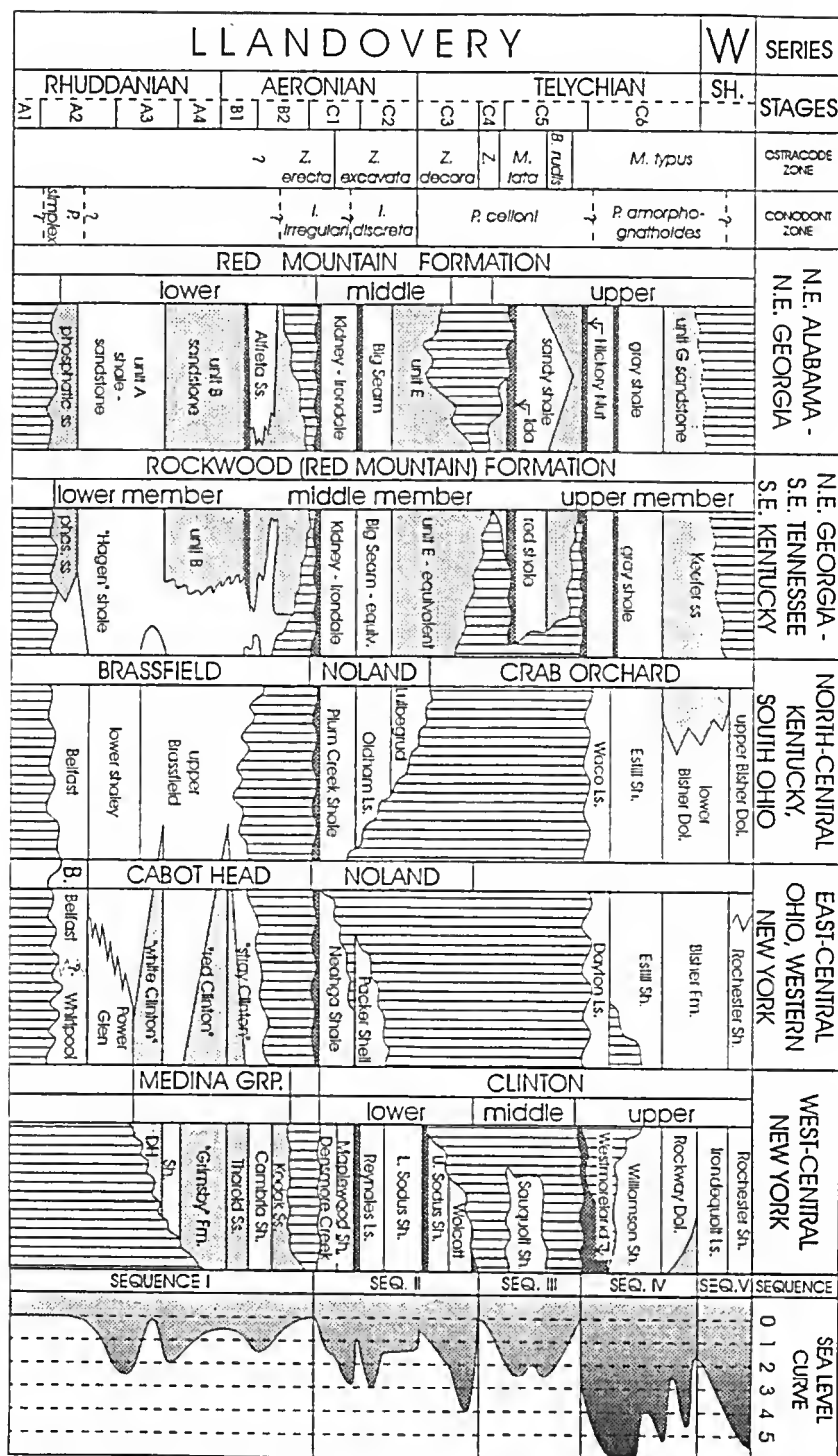 LLANDOVERY
W
SERIES
RHUDDANIAN
AERONIAN
TELYCHIAN
SH.
STAGES
A1
A2
A3
A4
B1
B2
C1
C2
C3
C4
C5
C6
OSTRACODE
ZONE
?
Z.
erecta
Z.
excavata
Z.
decora
Z.
M.
lata
B. rudis
M. typus
CONODONT
ZONE
?
P.
simplex
?
?
?
I.
irregularis
?
I.
discreta
P. celloni
?
P. amorpho-
gnathoides
?
RED MOUNTAIN FORMATION
lower
middle
upper
N.E. ALABAMA -
N.E. GEORGIA
phosphatic ss
unit A
shale -
sandstone
unit B
sandstone
Alfreta Ss.
Kidney - Irondale
Big Seam
unit E
Ida
sandy shale
Hickory Nut
gray shale
unit G sandstone
ROCKWOOD (RED MOUNTAIN) FORMATION
lower member
middle member
upper member
N.E. GEORGIA -
S.E. TENNESSEE
S.E. KENTUCKY
phos. ss
"Hagen" shale
unit B
Kidney - Irondale
Big Seam - equiv.
unit E - equivalent
red shale
gray shale
Keefer ss
BRASSFIELD
NOLAND
CRAB ORCHARD
NORTH-CENTRAL
KENTUCKY,
SOUTH OHIO
Belfast
lower shaley
upper
Brassfield
Plum Creek Shale
Oldham Ls.
Lulbegrud
Waco Ls.
Estill Sh.
lower
Bisher Dol.
upper Bisher Dol.
B.
CABOT HEAD
NOLAND
EAST-CENTRAL
OHIO, WESTERN
NEW YORK
Belfast -?- Whirlpool
Power
Glen
"white Clinton"
"red Clinton"
"stray Clinton"
Neahga Shale
Packer Shell
Dayton Ls.
Estill Sh.
Bisher Fm.
Rochester Sh.
MEDINA GRP.
CLINTON
lower
middle
upper
WEST-CENTRAL
NEW YORK
DH
Sh.
"Grimsby" Fm.
Thorold Ss.
Cambria Sh.
Kodak Ss.
Densmore Creek
Maplewood Sh.
Reynales Ls.
L. Sodus Sh.
U. Sodus Sh.
Wolcott
Sauquoit Sh
Westmoreland
Williamson Sh.
Rockway Dol.
Irondequoit Ls.
Rochester Sh.
SEQUENCE I
SEQ. II
SEQ. III
SEQ. IV
SEQ. V
SEQUENCE
0 1 2 3 4 5
SEA LEVEL
CURVE